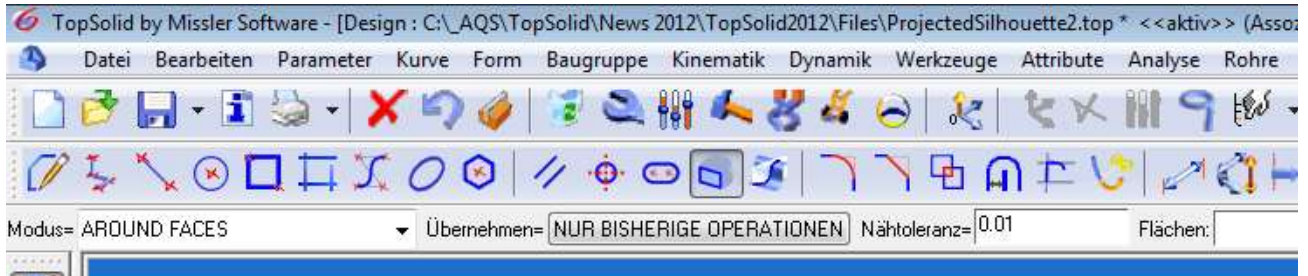 TopSolid by Missler Software - [Design : C:\_AQS\TopSolid\News 2012\TopSolid2012\Files\ProjectedSilhouette2.top * <<aktiv>> (Assoz
Datei Bearbeiten Parameter Kurve Form Baugruppe Kinematik Dynamik Werkzeuge Attribute Analyse Rohre
Modus= AROUND FACES Übernehmen= NUR BISHERIGE OPERATIONEN Nähtoleranz= 0.01 Flächen: